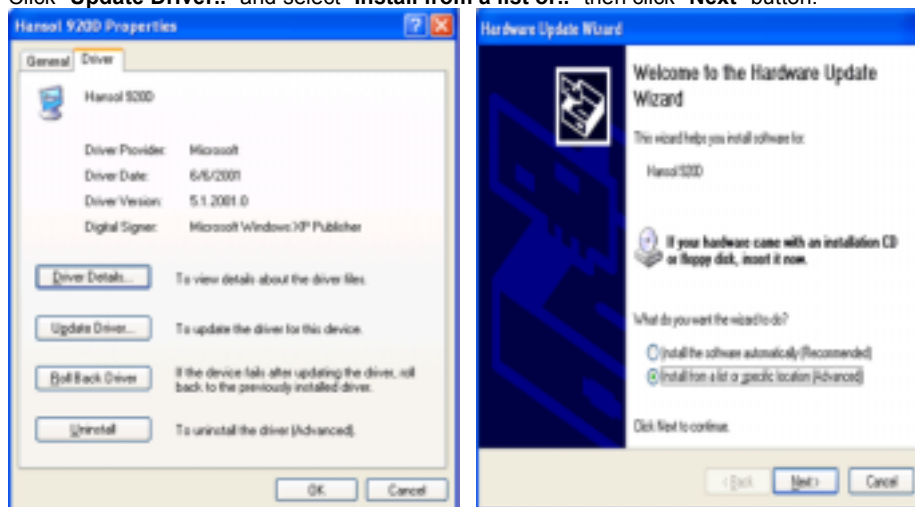 Click "Update Driver.." and select "Install from a list or.." then click "Next" button.
Hansol 920D Properties
General Driver
Hansol 920D
Driver Provider: Microsoft
Driver Date: 6/6/2001
Driver Version: 5.1.2001.0
Digital Signer: Microsoft Windows XP Publisher
Driver Details...
To view details about the driver files.
Update Driver...
To update the driver for this device.
Roll Back Driver
If the device fails after updating the driver, roll
back to the previously installed driver.
Uninstall
To uninstall the driver (Advanced).
OK Cancel
Hardware Update Wizard
Welcome to the Hardware Update
Wizard
This wizard helps you install software for:
Hansol 920D
If your hardware came with an installation CD
or floppy disk, insert it now.
What do you want the wizard to do?
Install the software automatically (Recommended)
Install from a list or specific location (Advanced)
Click Next to continue.
< Back Next > Cancel